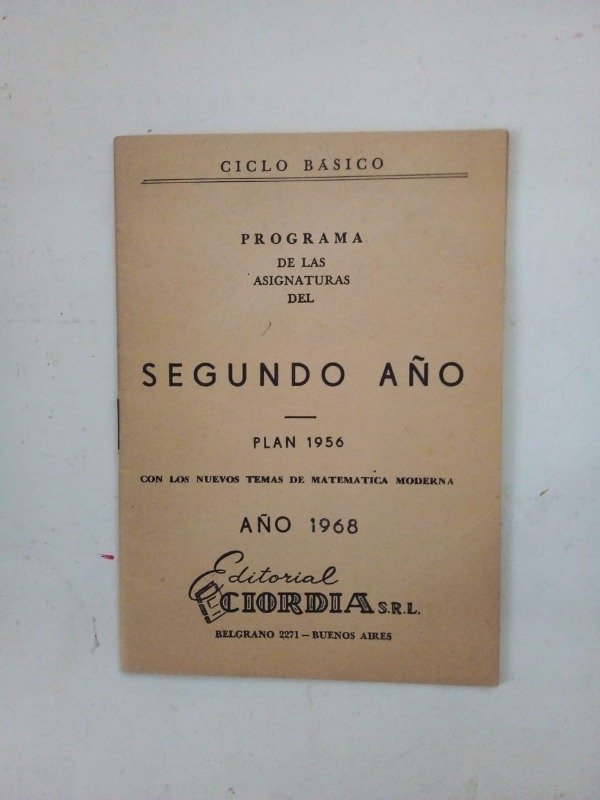 CICLO BÁSICO
PROGRAMA
DE LAS
ASIGNATURAS
DEL
SEGUNDO AÑO
PLAN 1956
CON LOS NUEVOS TEMAS DE MATEMATICA MODERNA
AÑO 1968
Editorial
CIORDIA S.R.L.
BELGRANO 2271 – BUENOS AIRES